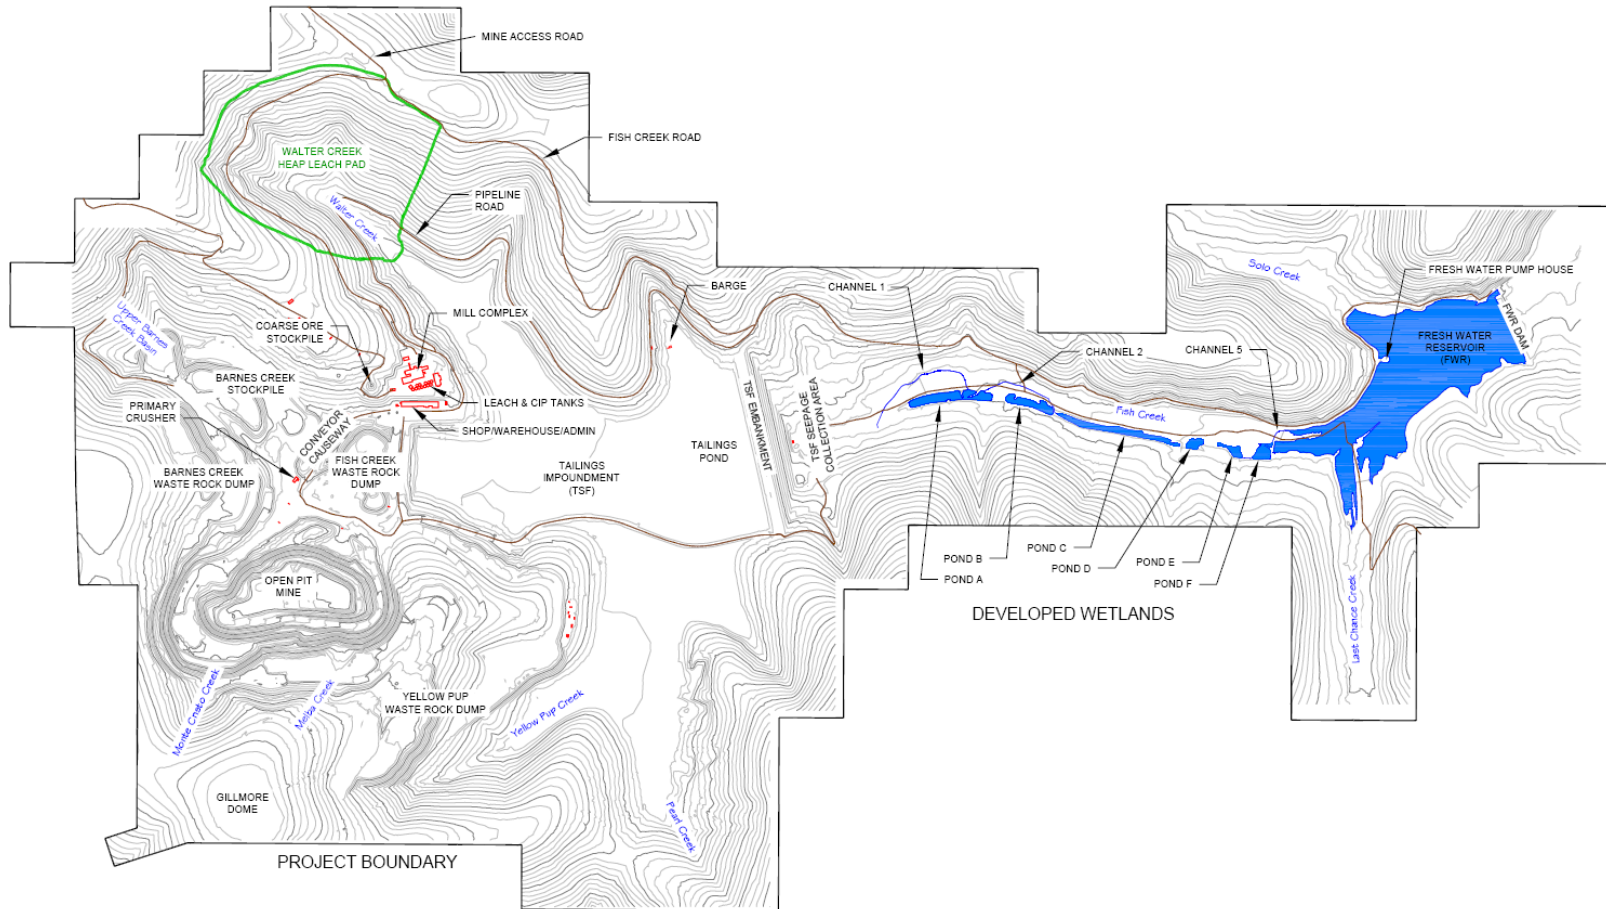 MINE ACCESS ROAD
FISH CREEK ROAD
WALTER CREEK
HEAP LEACH PAD
PIPELINE
ROAD
Walter Creek
Solo Creek
FRESH WATER PUMP HOUSE
BARGE
CHANNEL 1
Upper Barnes
Creek Basin
MILL COMPLEX
COARSE ORE
STOCKPILE
FWR DAM
FRESH WATER
RESERVOIR
(FWR)
CHANNEL 2
CHANNEL 5
BARNES CREEK
STOCKPILE
PRIMARY
CRUSHER
LEACH & CIP TANKS
SHOP/WAREHOUSE/ADMIN
CONVEYOR
CAUSEWAY
Fish Creek
TSF EMBANKMENT
TSF SEEPAGE
COLLECTION AREA
TAILINGS
POND
BARNES CREEK
WASTE ROCK DUMP
FISH CREEK
WASTE ROCK
DUMP
TAILINGS
IMPOUNDMENT
(TSF)
POND B
POND A
POND C
POND D
POND E
POND F
DEVELOPED WETLANDS
OPEN PIT
MINE
Last Chance Creek
Monte Cristo Creek
Melba Creek
YELLOW PUP
WASTE ROCK DUMP
Yellow Pup Creek
GILLMORE
DOME
Pearl Creek
PROJECT BOUNDARY